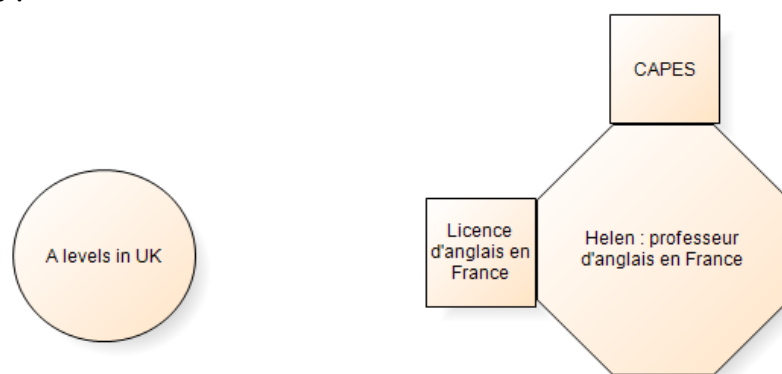 CAPES
A levels in UK
Licence
d'anglais en
France
Helen : professeur
d'anglais en France